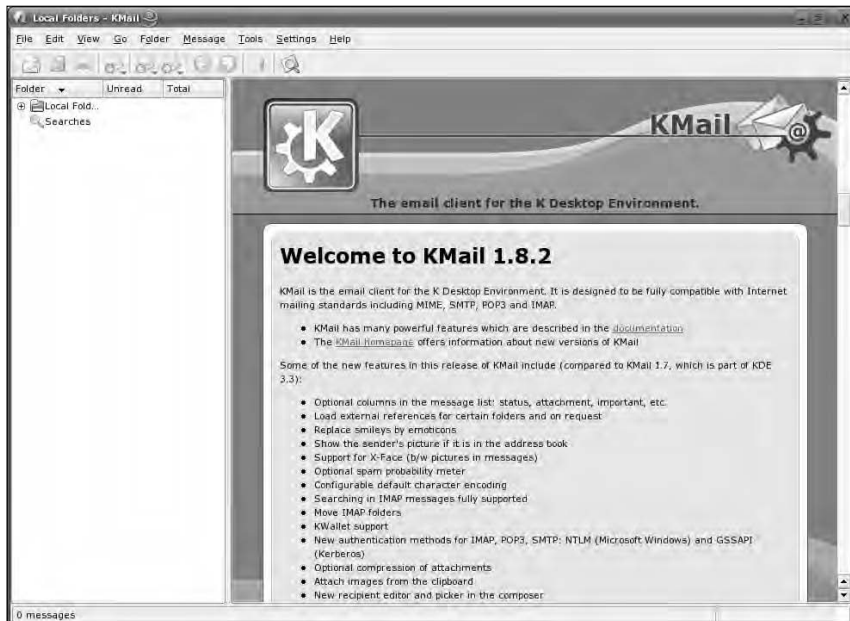 Local Folders - KMail
File Edit View Go Folder Message Tools Settings Help
Folder Unread Total
Local Fold...
Searches
K
KMail
@
The email client for the K Desktop Environment.
Welcome to KMail 1.8.2
KMail is the email client for the K Desktop Environment. It is designed to be fully compatible with Internet
mailing standards including MIME, SMTP, POP3 and IMAP.
• KMail has many powerful features which are described in the documentation
• The KMail Homepage offers information about new versions of KMail
Some of the new features in this release of KMail include (compared to KMail 1.7, which is part of KDE
3.3):
• Optional columns in the message list: status, attachment, important, etc.
• Load external references for certain folders and on request
• Replace smileys by emoticons
• Show the sender's picture if it is in the address book
• Support for X-Face (b/w pictures in messages)
• Optional spam probability meter
• Configurable default character encoding
• Searching in IMAP messages fully supported
• Move IMAP folders
• KWallet support
• New authentication methods for IMAP, POP3, SMTP: NTLM (Microsoft Windows) and GSSAPI
(Kerberos)
• Optional compression of attachments
• Attach images from the clipboard
• New recipient editor and picker in the composer
0 messages